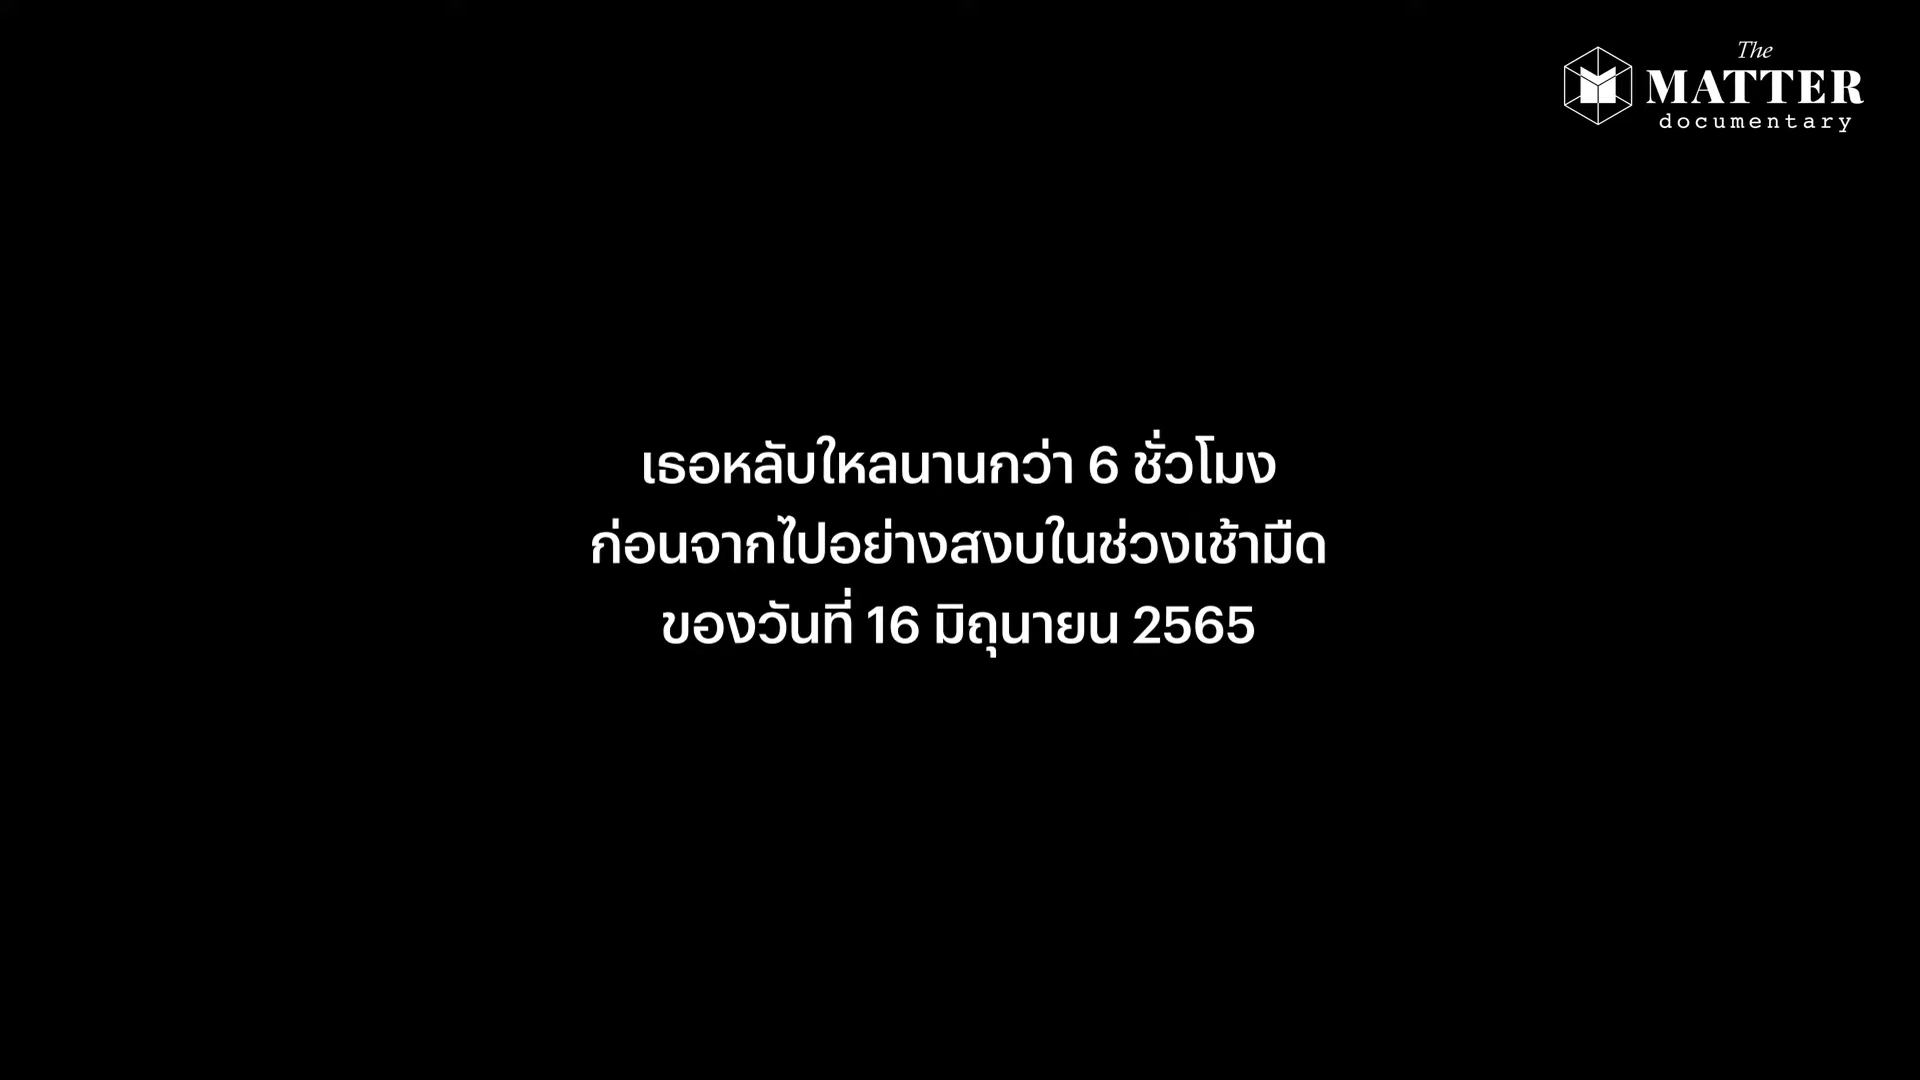 The
MATTER
documentary
เธอหลับใหลนานกว่า 6 ชั่วโมง
ก่อนจากไปอย่างสงบในช่วงเช้ามืด
ของวันที่ 16 มิถุนายน 2565